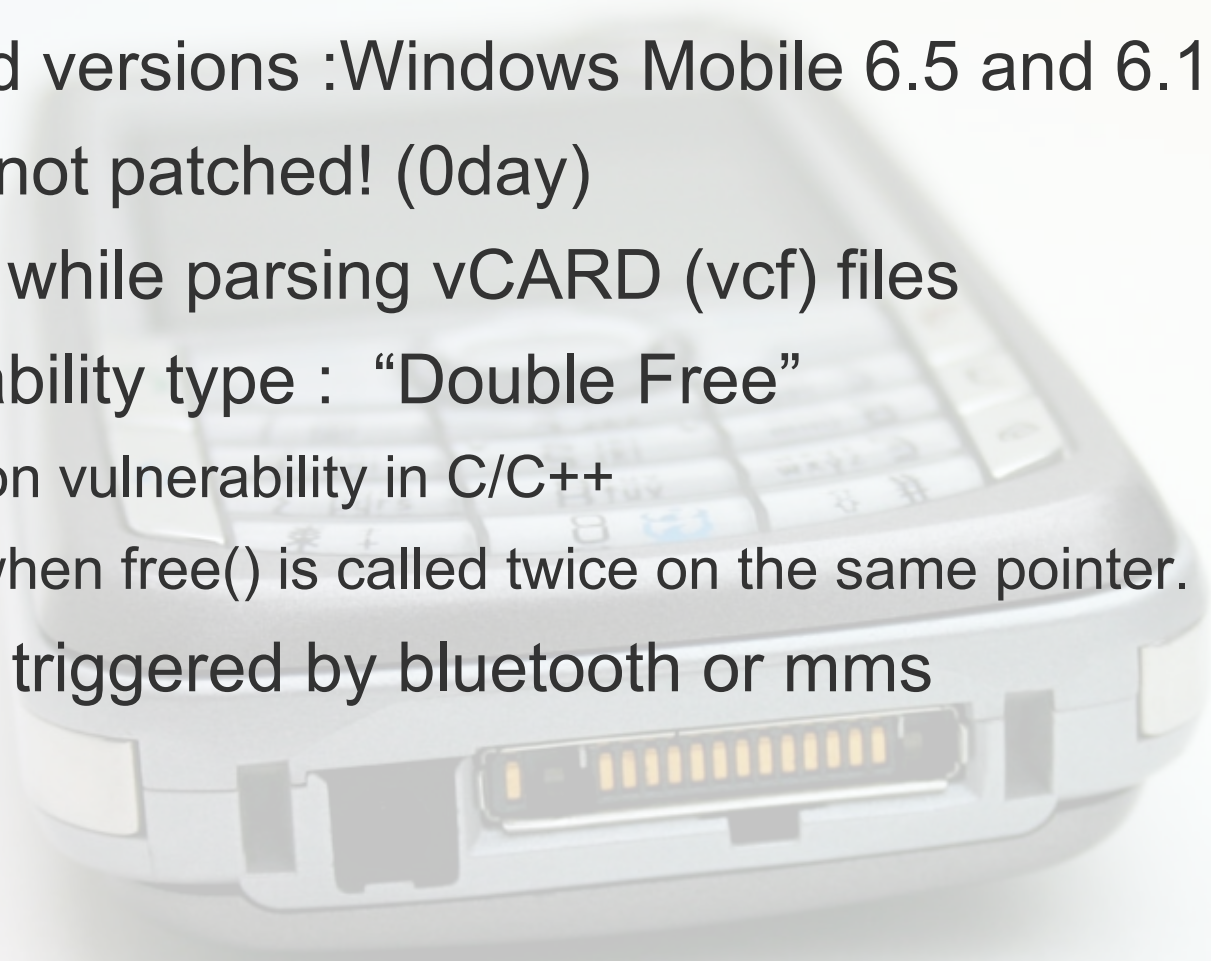 d versions :Windows Mobile 6.5 and 6.1
not patched! (0day)
while parsing vCARD (vcf) files
ability type : “Double Free”
on vulnerability in C/C++
when free() is called twice on the same pointer.
triggered by bluetooth or mms